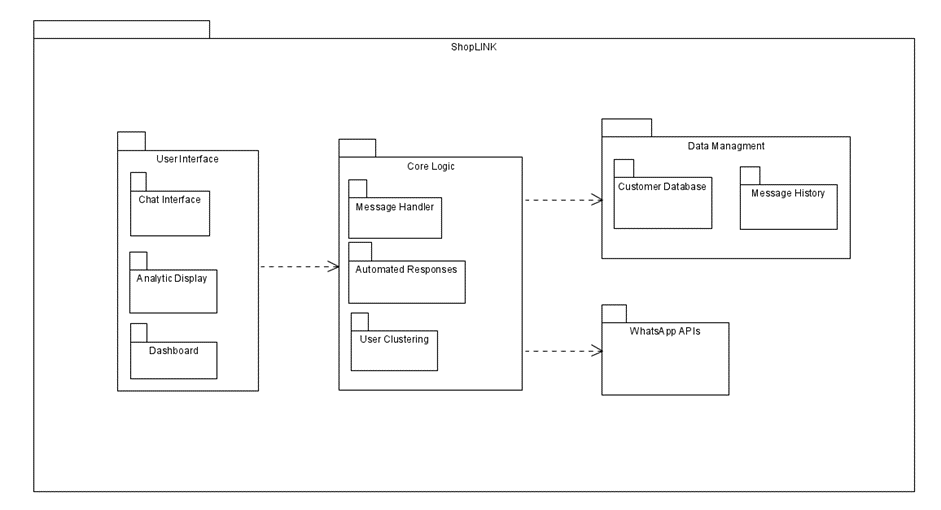 ShopLINK
User Interface
Chat Interface
Analytic Display
Dashboard
Core Logic
Message Handler
Automated Responses
User Clustering
Data Managment
Customer Database
Message History
WhatsApp APIs